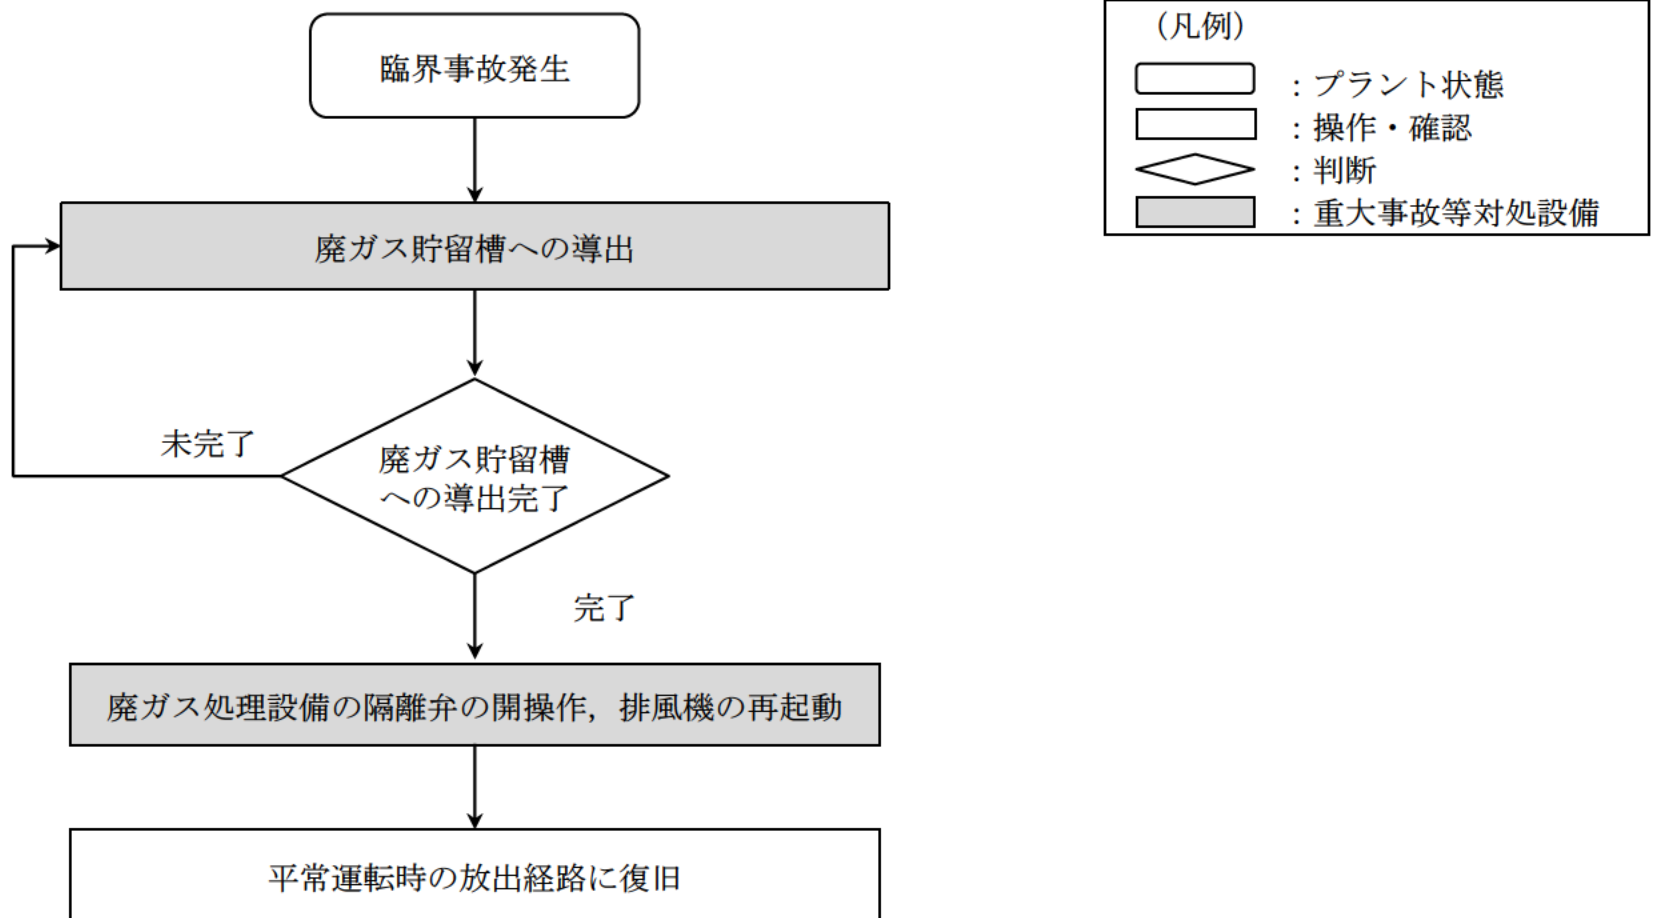 臨界事故発生
廃ガス貯留槽への導出
未完了
廃ガス貯留槽
への導出完了
完了
廃ガス処理設備の隔離弁の開操作，排風機の再起動
平常運転時の放出経路に復旧
（凡例）
：プラント状態
：操作・確認
：判断
：重大事故等対処設備